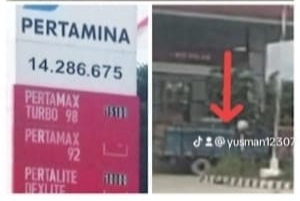 PERTAMINA
14.286.675
PERTAMAX
TURBO 98
PERTAMAX
92
PERTALITE
DEXLITE
@yusman12307